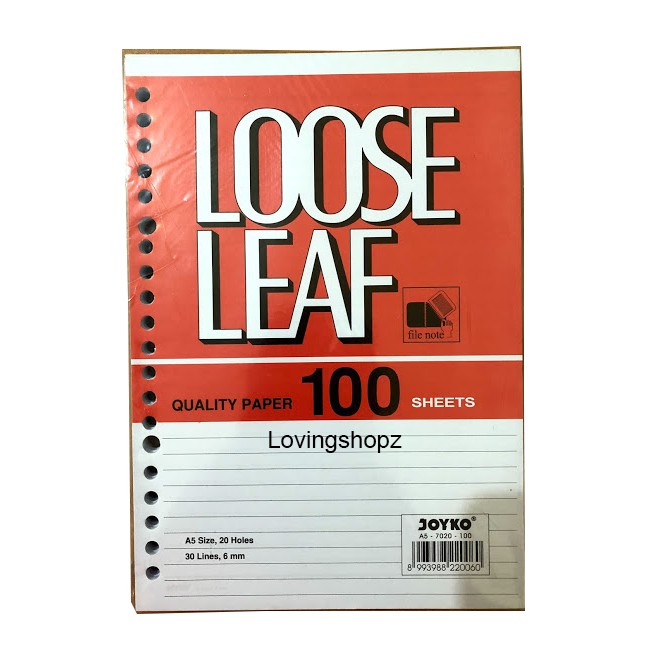 LOOSE
LEAF
file note
QUALITY PAPER 100 SHEETS
Lovingshopz
A5 Size, 20 Holes
30 Lines, 6 mm
JOYKO®
A5 - 7020 - 100
8 993988 220060